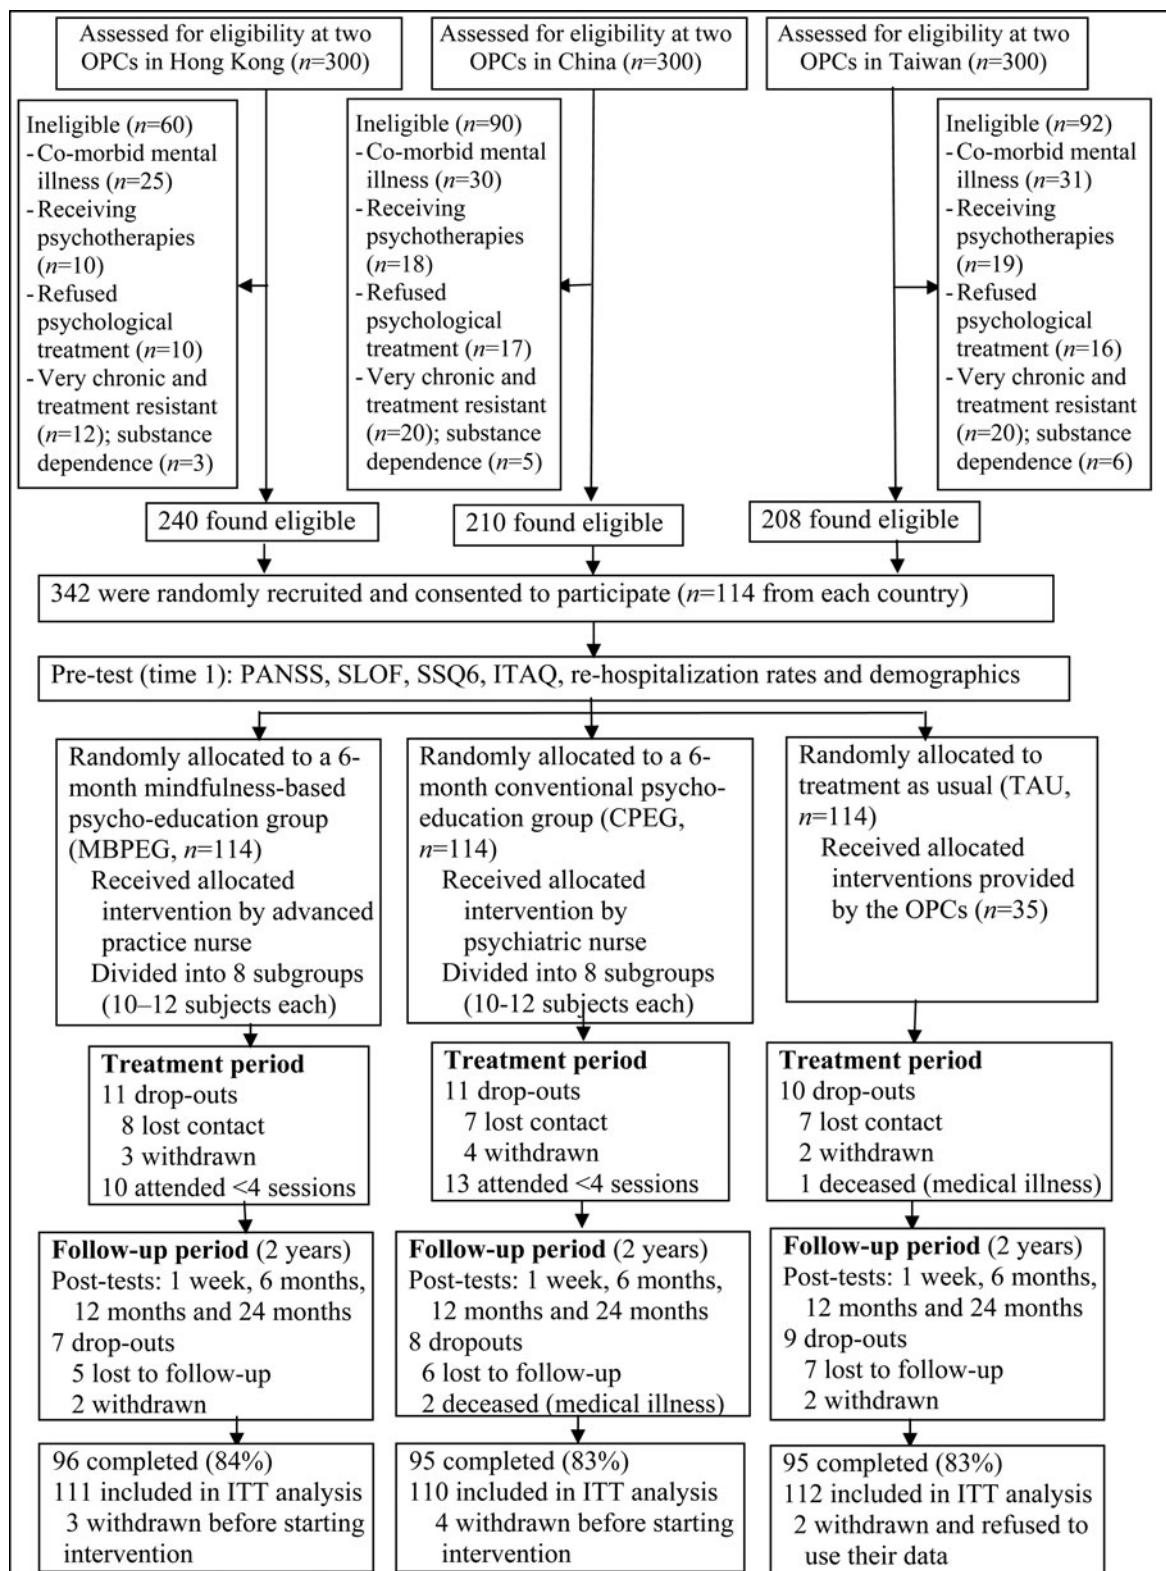 Assessed for eligibility at two
OPCs in Hong Kong (n=300)
Assessed for eligibility at two
OPCs in China (n=300)
Assessed for eligibility at two
OPCs in Taiwan (n=300)
Ineligible (n=60)
- Co-morbid mental
illness (n=25)
- Receiving
psychotherapies
(n=10)
- Refused
psychological
treatment (n=10)
- Very chronic and
treatment resistant
(n=12); substance
dependence (n=3)
Ineligible (n=90)
- Co-morbid mental
illness (n=30)
- Receiving
psychotherapies
(n=18)
- Refused
psychological
treatment (n=17)
- Very chronic and
treatment resistant
(n=20); substance
dependence (n=5)
Ineligible (n=92)
- Co-morbid mental
illness (n=31)
- Receiving
psychotherapies
(n=19)
- Refused
psychological
treatment (n=16)
- Very chronic and
treatment resistant
(n=20); substance
dependence (n=6)
240 found eligible
210 found eligible
208 found eligible
342 were randomly recruited and consented to participate (n=114 from each country)
Pre-test (time 1): PANSS, SLOF, SSQ6, ITAQ, re-hospitalization rates and demographics
Randomly allocated to a 6-
month mindfulness-based
psycho-education group
(MBPEG, n=114)
Received allocated
intervention by advanced
practice nurse
Divided into 8 subgroups
(10–12 subjects each)
Randomly allocated to a 6-
month conventional psycho-
education group (CPEG,
n=114)
Received allocated
intervention by
psychiatric nurse
Divided into 8 subgroups
(10-12 subjects each)
Randomly allocated to
treatment as usual (TAU,
n=114)
Received allocated
interventions provided
by the OPCs (n=35)
Treatment period
11 drop-outs
8 lost contact
3 withdrawn
10 attended <4 sessions
Treatment period
11 drop-outs
7 lost contact
4 withdrawn
13 attended <4 sessions
Treatment period
10 drop-outs
7 lost contact
2 withdrawn
1 deceased (medical illness)
Follow-up period (2 years)
Post-tests: 1 week, 6 months,
12 months and 24 months
7 drop-outs
5 lost to follow-up
2 withdrawn
Follow-up period (2 years)
Post-tests: 1 week, 6 months,
12 months and 24 months
8 dropouts
6 lost to follow-up
2 deceased (medical illness)
Follow-up period (2 years)
Post-tests: 1 week, 6 months,
12 months and 24 months
9 drop-outs
7 lost to follow-up
2 withdrawn
96 completed (84%)
111 included in ITT analysis
3 withdrawn before starting
intervention
95 completed (83%)
110 included in ITT analysis
4 withdrawn before starting
intervention
95 completed (83%)
112 included in ITT analysis
2 withdrawn and refused to
use their data